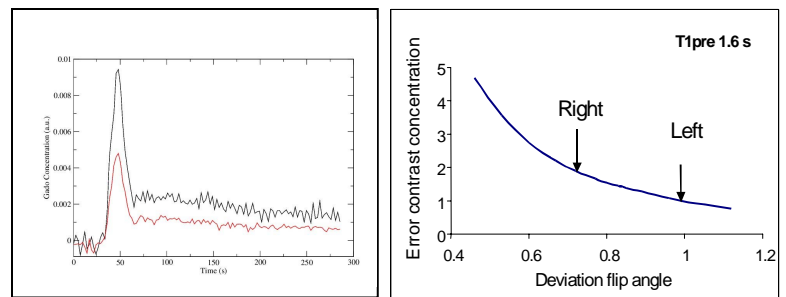 0.01
0.008
0.006
0.004
0.002
0
Gado Concentration (a.u.)
0 50 100 150 200 250 300
Time (s)
T1pre 1.6 s
5
4
3
2
1
0
Error contrast concentration
Right
Left
0.4 0.6 0.8 1 1.2
Deviation flip angle